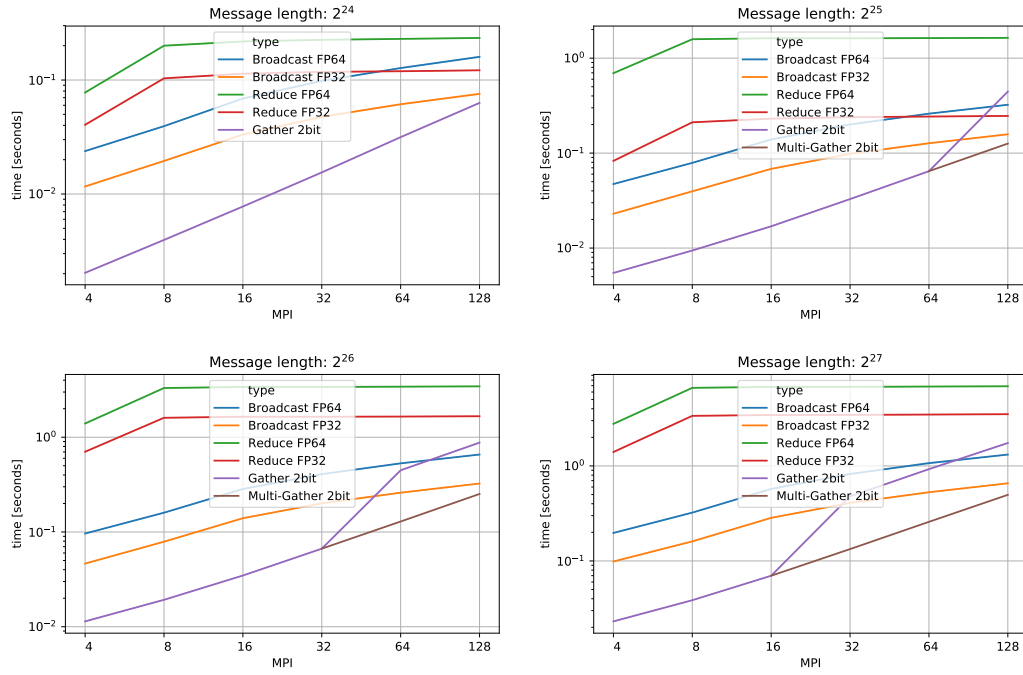 Message length: 2^24
type
Broadcast FP64
Broadcast FP32
Reduce FP64
Reduce FP32
Gather 2bit
10^-1
10^-2
time [seconds]
4 8 16 32 64 128
MPI
Message length: 2^25
type
Broadcast FP64
Broadcast FP32
Reduce FP64
Reduce FP32
Gather 2bit
Multi-Gather 2bit
10^0
10^-1
10^-2
time [seconds]
4 8 16 32 64 128
MPI
Message length: 2^26
type
Broadcast FP64
Broadcast FP32
Reduce FP64
Reduce FP32
Gather 2bit
Multi-Gather 2bit
10^0
10^-1
10^-2
time [seconds]
4 8 16 32 64 128
MPI
Message length: 2^27
type
Broadcast FP64
Broadcast FP32
Reduce FP64
Reduce FP32
Gather 2bit
Multi-Gather 2bit
10^0
10^-1
time [seconds]
4 8 16 32 64 128
MPI